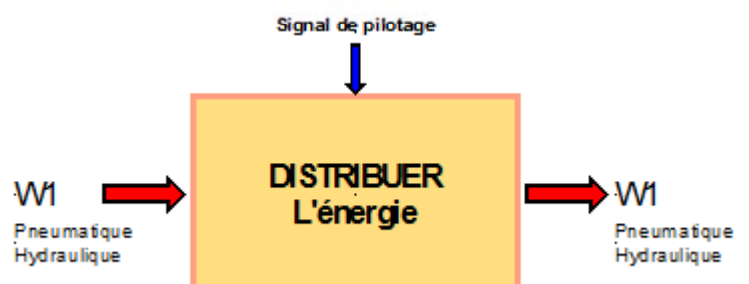 Signal de pilotage
DISTRIBUER
L'énergie
W1
Pneumatique
Hydraulique
W1
Pneumatique
Hydraulique